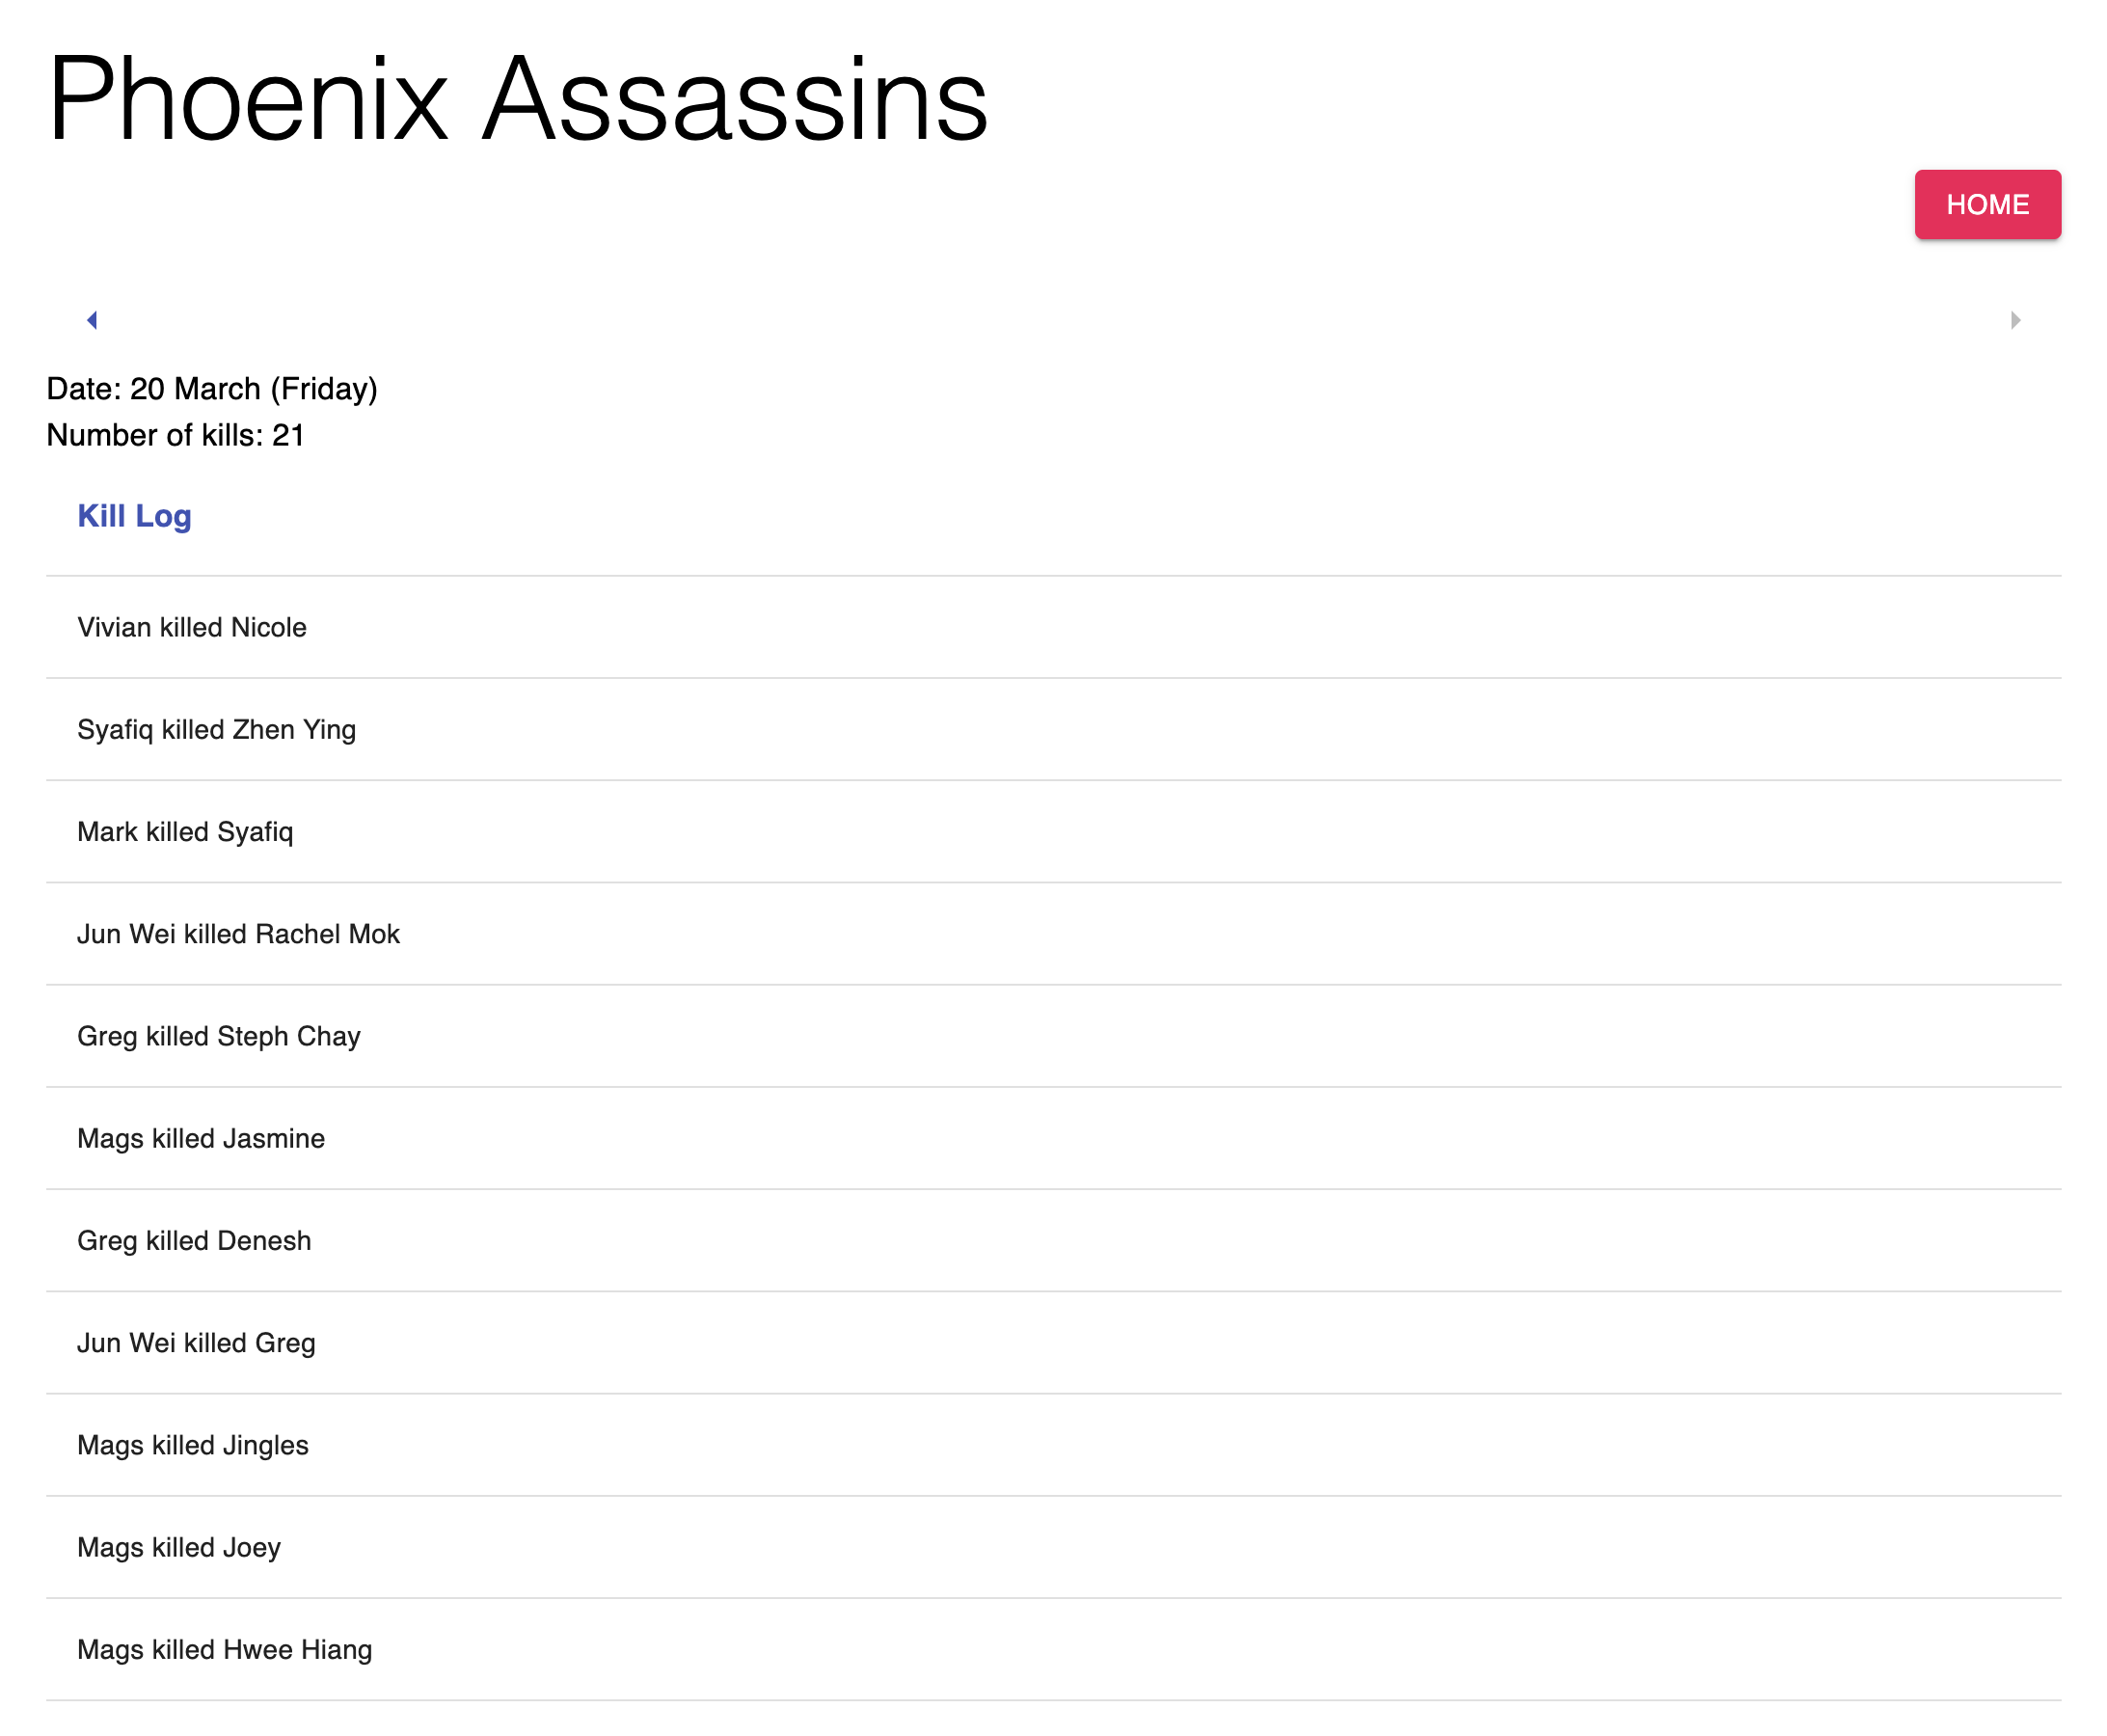 Phoenix Assassins
HOME
Date: 20 March (Friday)
Number of kills: 21
Kill Log
Vivian killed Nicole
Syafiq killed Zhen Ying
Mark killed Syafiq
Jun Wei killed Rachel Mok
Greg killed Steph Chay
Mags killed Jasmine
Greg killed Denesh
Jun Wei killed Greg
Mags killed Jingles
Mags killed Joey
Mags killed Hwee Hiang